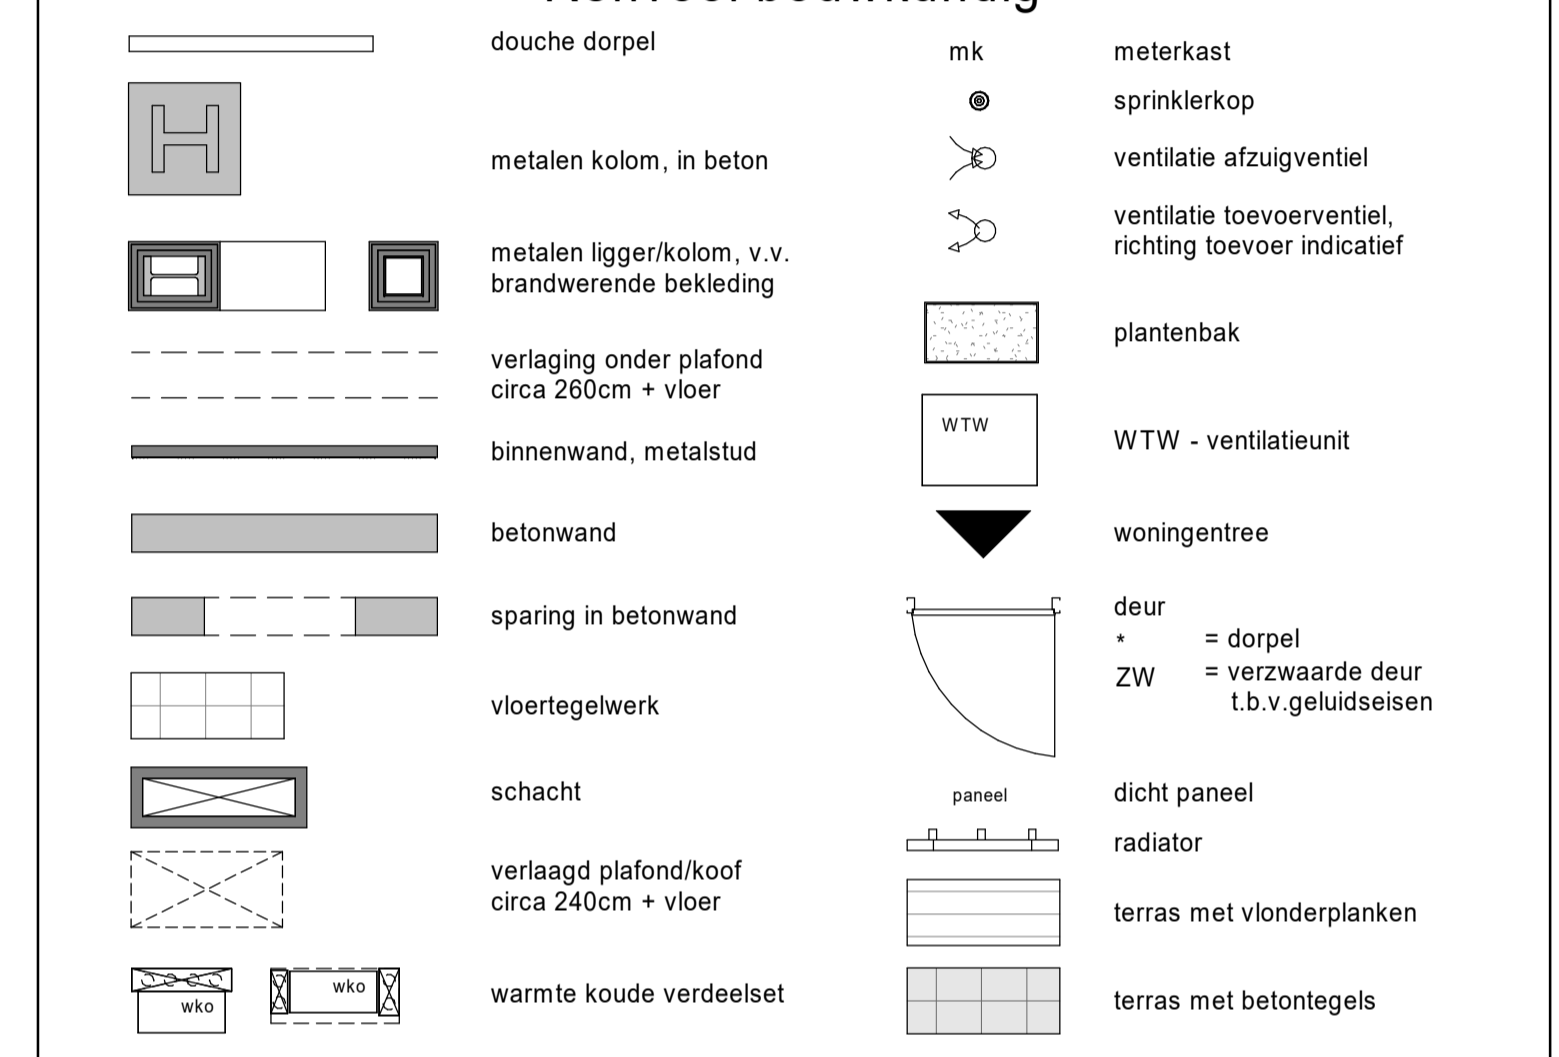 bouwkundig
douche dorpel
metalen kolom, in beton
metalen ligger/kolom, v.v.
brandwerende bekleding
verlaging onder plafond
circa 260cm + vloer
binnenwand, metalstud
betonwand
sparing in betonwand
vloertegelwerk
schacht
verlaagd plafond/koof
circa 240cm + vloer
wko
wko
warmte koude verdeelset
mk meterkast
sprinklerkop
ventilatie afzuigventiel
ventilatie toevoerventiel,
richting toevoer indicatief
plantenbak
WTW
WTW - ventilatieunit
woningentree
deur
* = dorpel
ZW = verzwaarde deur
t.b.v.geluidseisen
paneel dicht paneel
radiator
terras met vlonderplanken
terras met betontegels